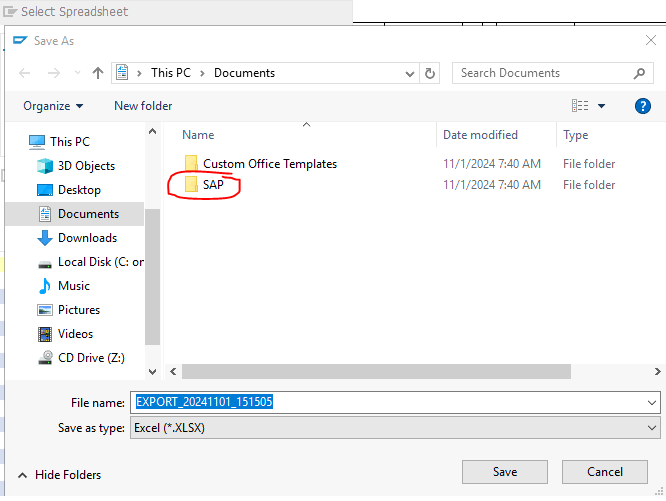 Select Spreadsheet
Save As
This PC > Documents
Search Documents
Organize
New folder
?
Name
Date modified
Type
This PC
3D Objects
Desktop
Documents
Downloads
Local Disk (C: on
Music
Pictures
Videos
CD Drive (Z:)
Custom Office Templates 11/1/2024 7:40 AM File folder
SAP 11/1/2024 7:40 AM File folder
File name: EXPORT_20241101_151505
Save as type: Excel (*.XLSX)
Hide Folders
Save
Cancel